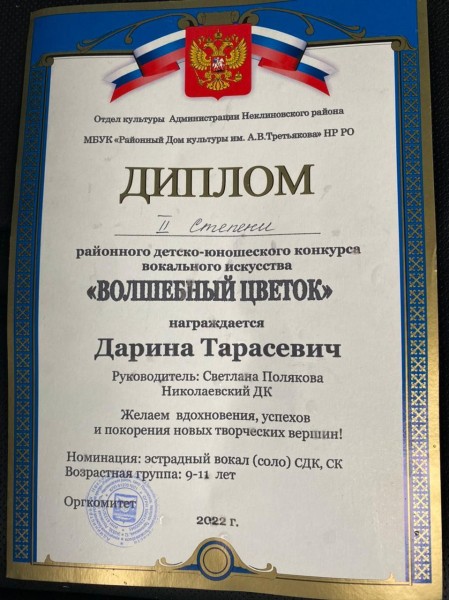 Отдел культуры Администрации Неклиновского района
МБУК «Районный Дом культуры им. А.В.Третьякова» НР РО
ДИПЛОМ
II Степени
районного детско-юношеского конкурса
вокального искусства
«ВОЛШЕБНЫЙ ЦВЕТОК»
награждается
Дарина Тарасевич
Руководитель: Светлана Полякова
Николаевский ДК
Желаем вдохновения, успехов
и покорения новых творческих вершин!
Номинация: эстрадный вокал (соло) СДК, СК
Возрастная группа: 9-11 лет
Оргкомитет
2022 г.